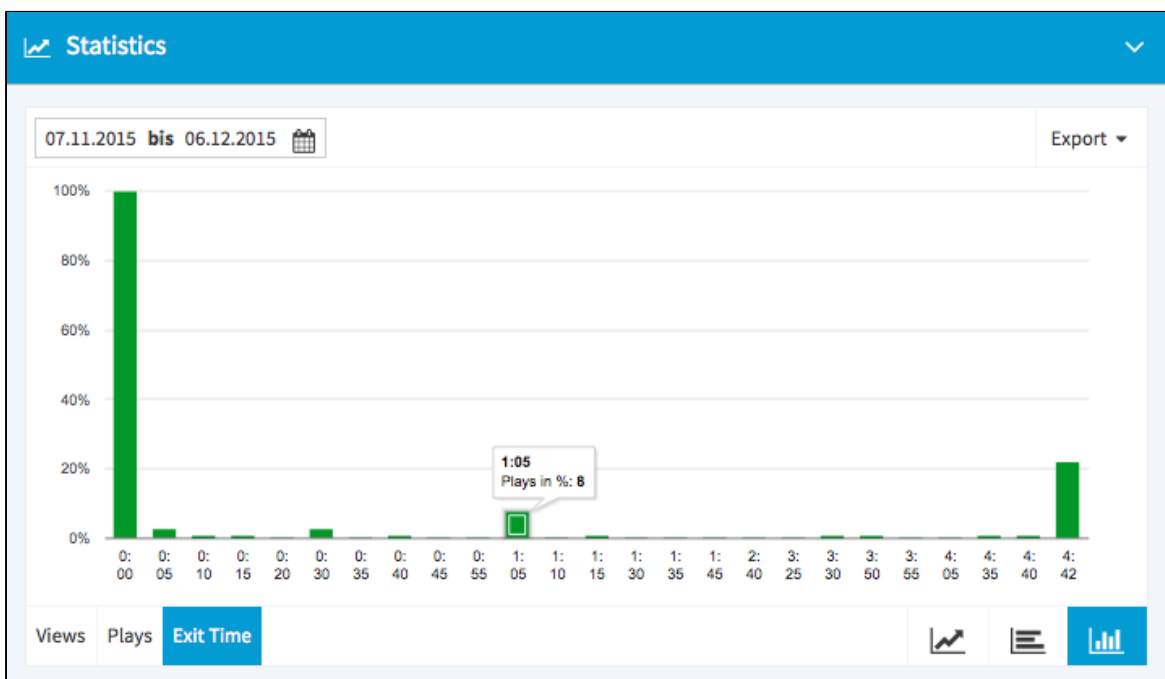 Statistics
07.11.2015 bis 06.12.2015
Export
100%
80%
60%
40%
20%
0%
1:05
Plays in %: 8
0: 0: 0: 0: 0: 0: 0: 0: 0: 0: 1: 1: 1: 1: 1: 1: 2: 3: 3: 3: 3: 4: 4: 4: 4:
00 05 10 15 20 30 35 40 45 55 05 10 15 30 35 45 40 25 30 50 55 05 35 40 42
Views Plays Exit Time